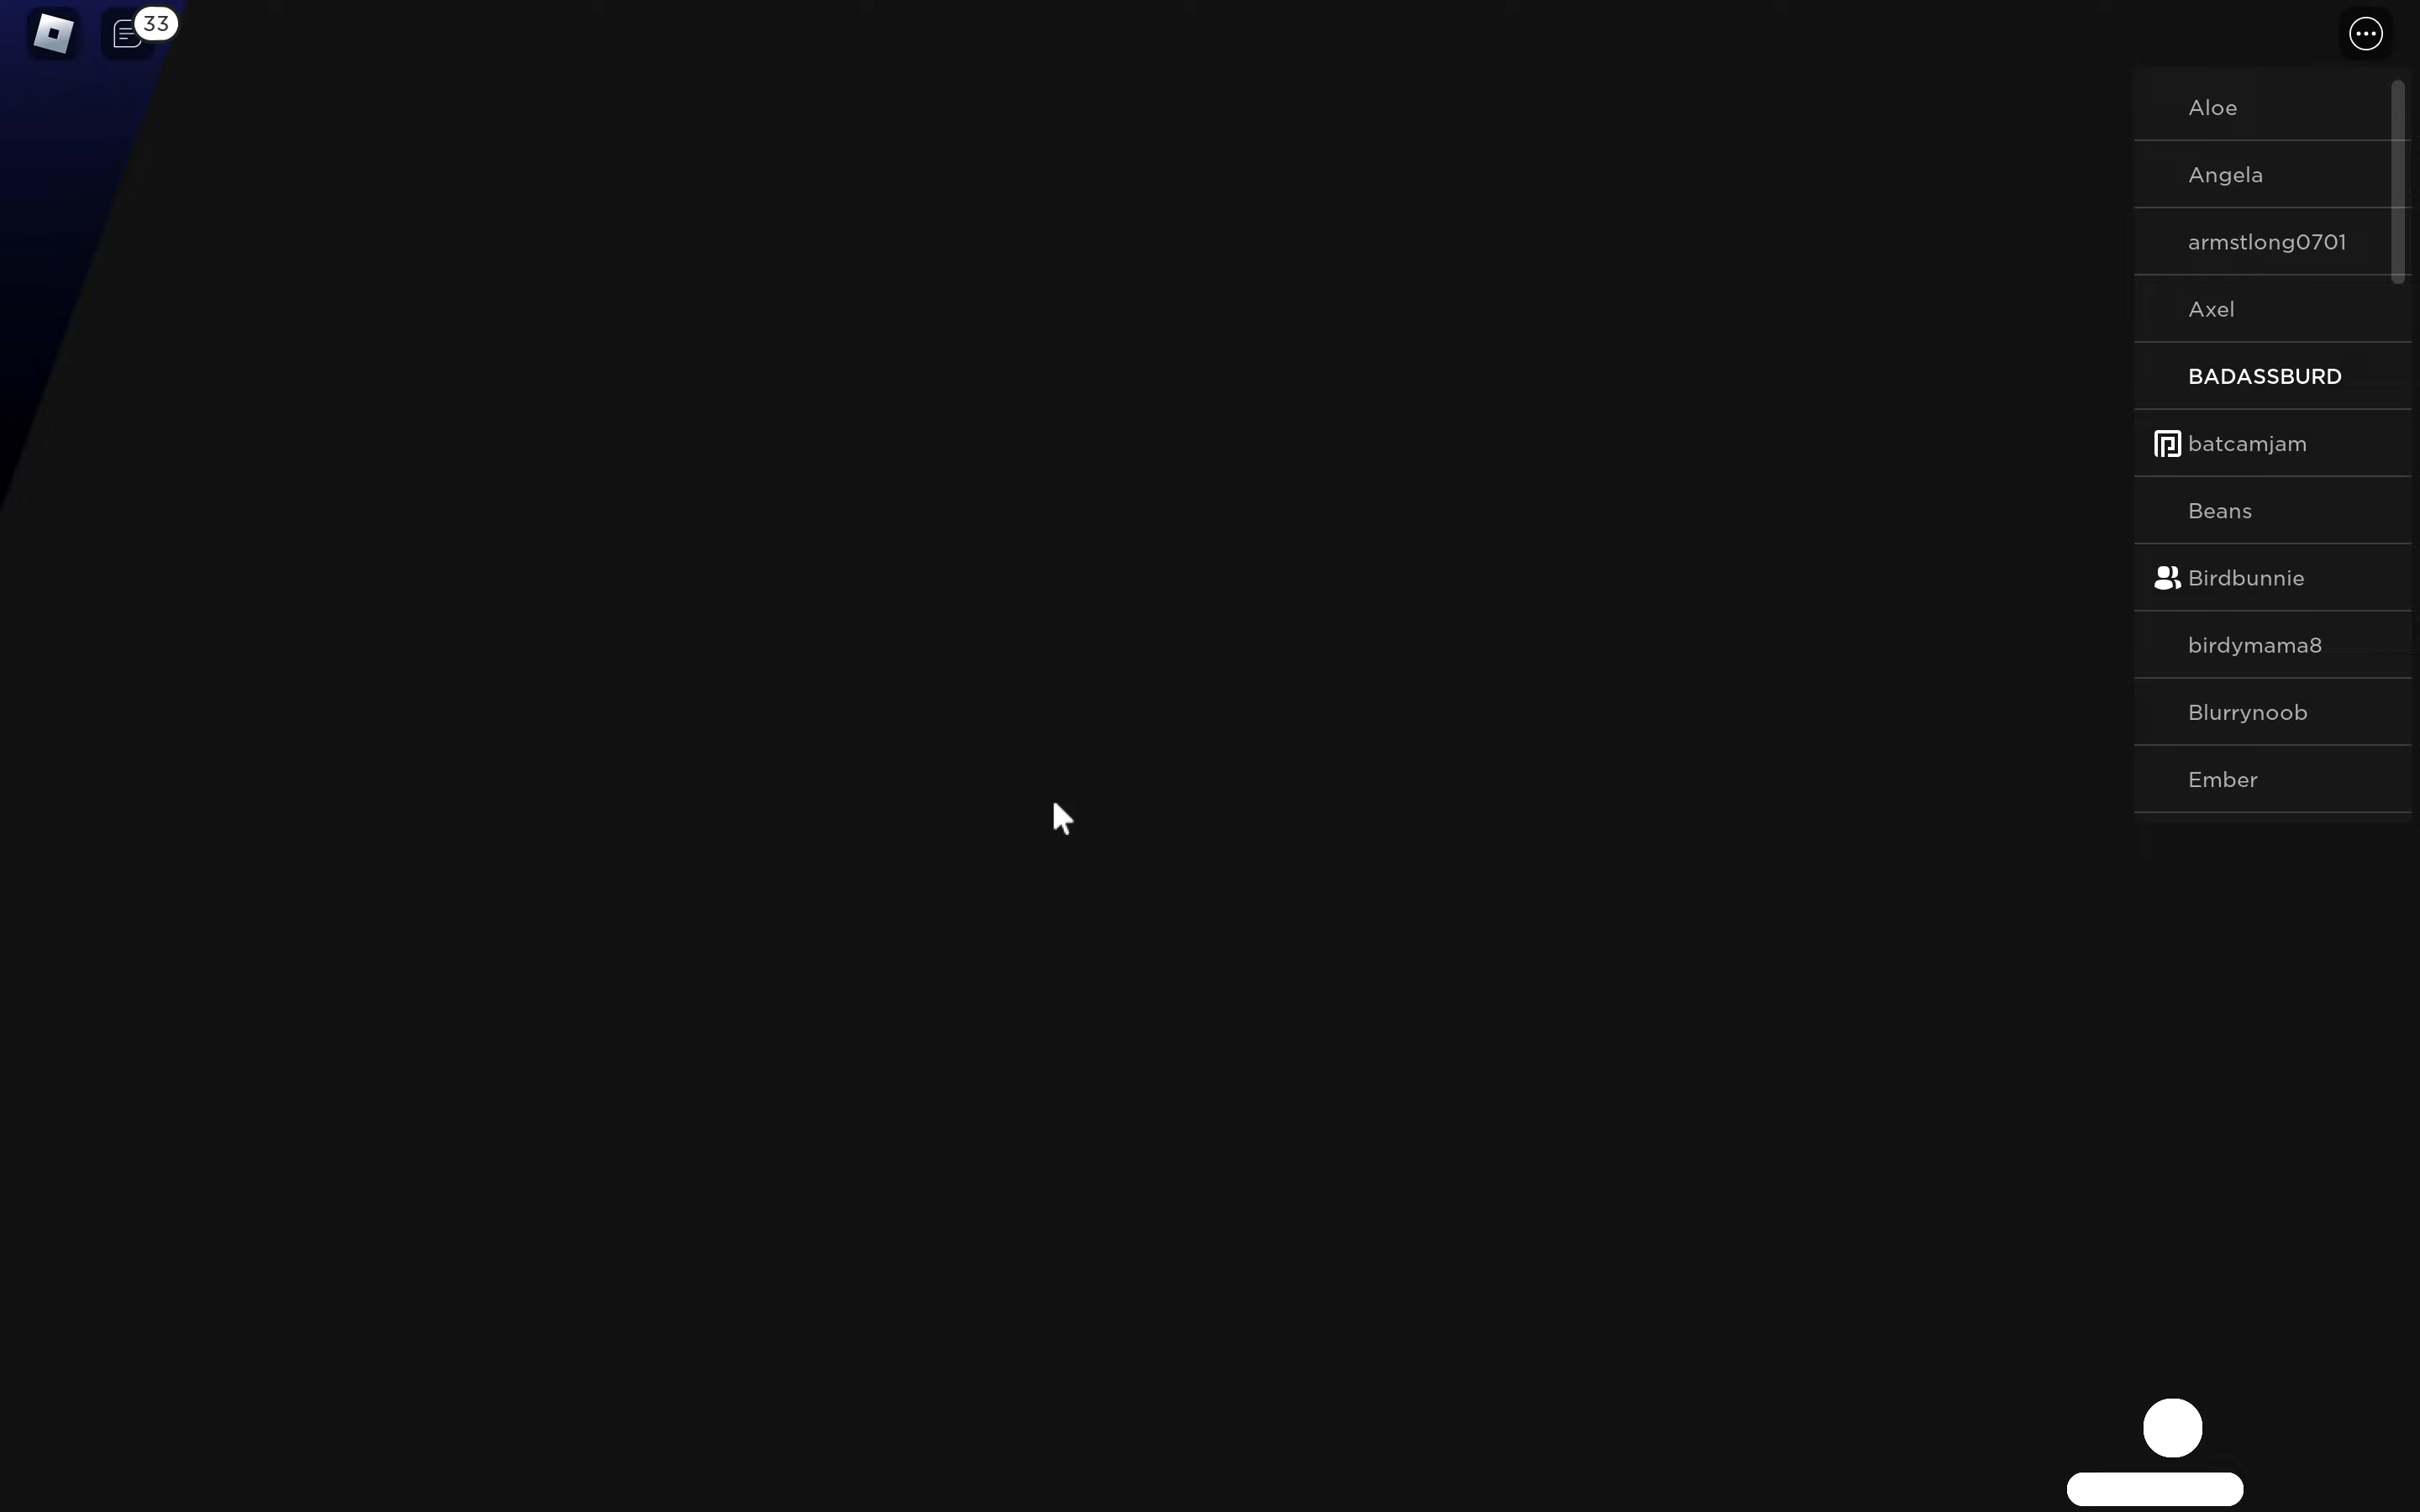 33
Aloe
Angela
armstlong0701
Axel
BADASSBURD
batcamjam
Beans
Birdbunnie
birdymama8
Blurrynoob
Ember